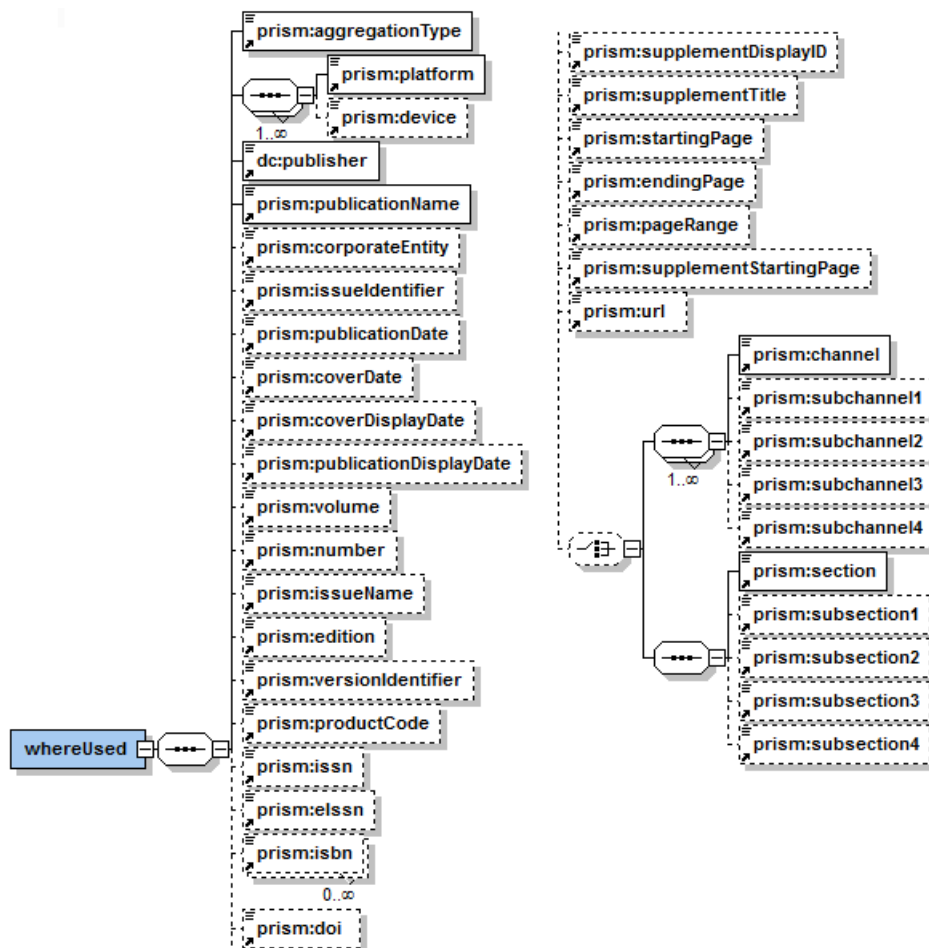 prism:aggregationType
prism:platform
prism:device
1..∞
dc:publisher
prism:publicationName
prism:corporateEntity
prism:issueIdentifier
prism:publicationDate
prism:coverDate
prism:coverDisplayDate
prism:publicationDisplayDate
prism:volume
prism:number
prism:issueName
prism:edition
prism:versionIdentifier
prism:productCode
whereUsed
prism:issn
prism:eIssn
prism:isbn
0..∞
prism:doi
prism:supplementDisplayID
prism:supplementTitle
prism:startingPage
prism:endingPage
prism:pageRange
prism:supplementStartingPage
prism:url
prism:channel
prism:subchannel1
prism:subchannel2
1..∞
prism:subchannel3
prism:subchannel4
prism:section
prism:subsection1
prism:subsection2
prism:subsection3
prism:subsection4